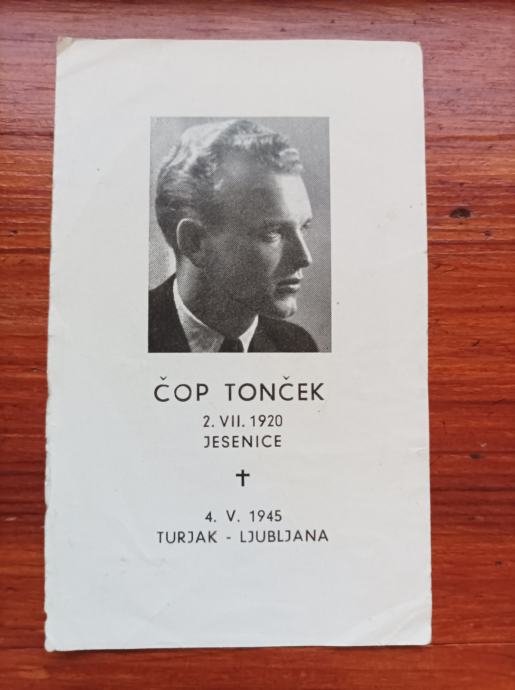 ČOP TONČEK
2. VII. 1920
JESENICE
✝
4. V. 1945
TURJAK - LJUBLJANA